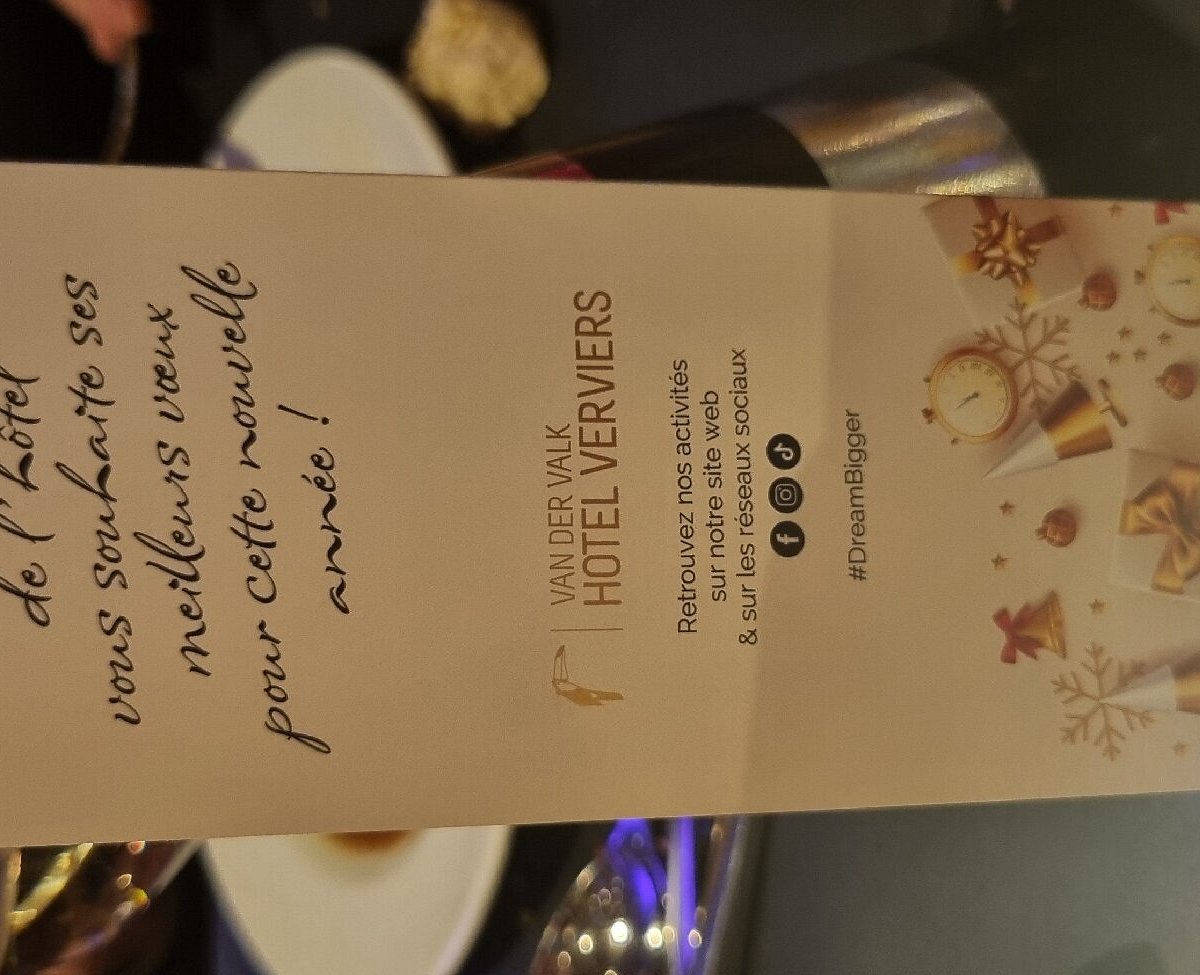 de l'hôtel
vous souhaite ses
meilleurs vœux
pour cette nouvelle
année !
VAN DER VALK
HOTEL VERVIERS
Retrouvez nos activités
sur notre site web
& sur les réseaux sociaux
#DreamBigger